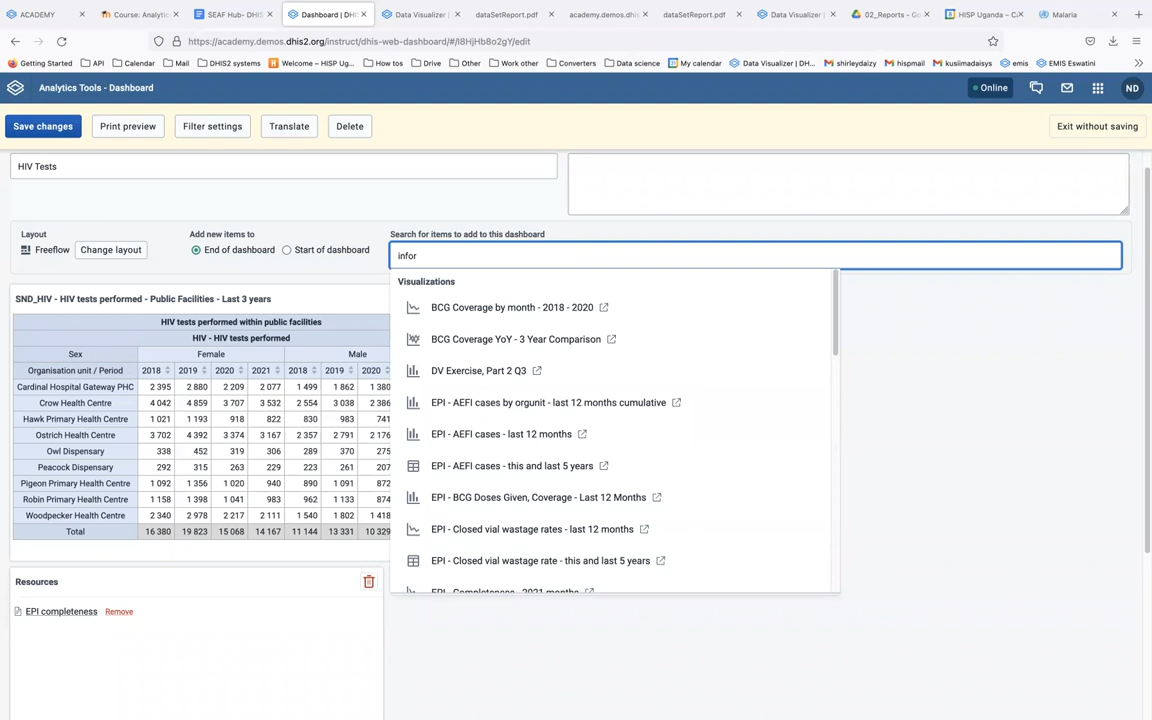 ACADEMY
Course: Analytic
SEAF Hub- DHIS
Dashboard | DHIS
Data Visualizer |
dataSetReport.pdf
academy.demos.dhis
dataSetReport.pdf
Data Visualizer |
02_Reports - Go
HISP Uganda – Ca
Malaria
https://academy.demos.dhis2.org/instruct/dhis-web-dashboard/#/I8HjHb8o2gY/edit
Getting Started
API
Calendar
Mail
DHIS2 systems
Welcome – HISP Ug...
How tos
Drive
Other
Work other
Converters
Data science
My calendar
Data Visualizer | DH...
shirleydaizy
hispmail
kusiimadaisys
emis
EMIS Eswatini
Analytics Tools - Dashboard
Online
ND
Save changes
Print preview
Filter settings
Translate
Delete
Exit without saving
HIV Tests
Layout
Freeflow
Change layout
Add new items to
End of dashboard
Start of dashboard
Search for items to add to this dashboard
infor
SND_HIV - HIV tests performed - Public Facilities - Last 3 years
HIV tests performed within public facilities
HIV - HIV tests performed
Sex Female Male
Organisation unit / Period 2018 2019 2020 2021 2018 2019 2020
Cardinal Hospital Gateway PHC 2 395 2 880 2 209 2 077 1 499 1 862 1 380
Crow Health Centre 4 042 4 859 3 707 3 532 2 554 3 038 2 386
Hawk Primary Health Centre 1 021 1 193 918 822 830 983 741
Ostrich Health Centre 3 702 4 392 3 374 3 167 2 357 2 791 2 176
Owl Dispensary 338 452 319 306 289 370 275
Peacock Dispensary 292 315 263 229 223 261 207
Pigeon Primary Health Centre 1 092 1 356 1 020 940 890 1 091 872
Robin Primary Health Centre 1 158 1 398 1 041 983 962 1 133 874
Woodpecker Health Centre 2 340 2 978 2 217 2 111 1 540 1 802 1 418
Total 16 380 19 823 15 068 14 167 11 144 13 331 10 329
Visualizations
BCG Coverage by month - 2018 - 2020
BCG Coverage YoY - 3 Year Comparison
DV Exercise, Part 2 Q3
EPI - AEFI cases by orgunit - last 12 months cumulative
EPI - AEFI cases - last 12 months
EPI - AEFI cases - this and last 5 years
EPI - BCG Doses Given, Coverage - Last 12 Months
EPI - Closed vial wastage rates - last 12 months
EPI - Closed vial wastage rate - this and last 5 years
EPI - Completeness - 2021 months
Resources
EPI completeness Remove